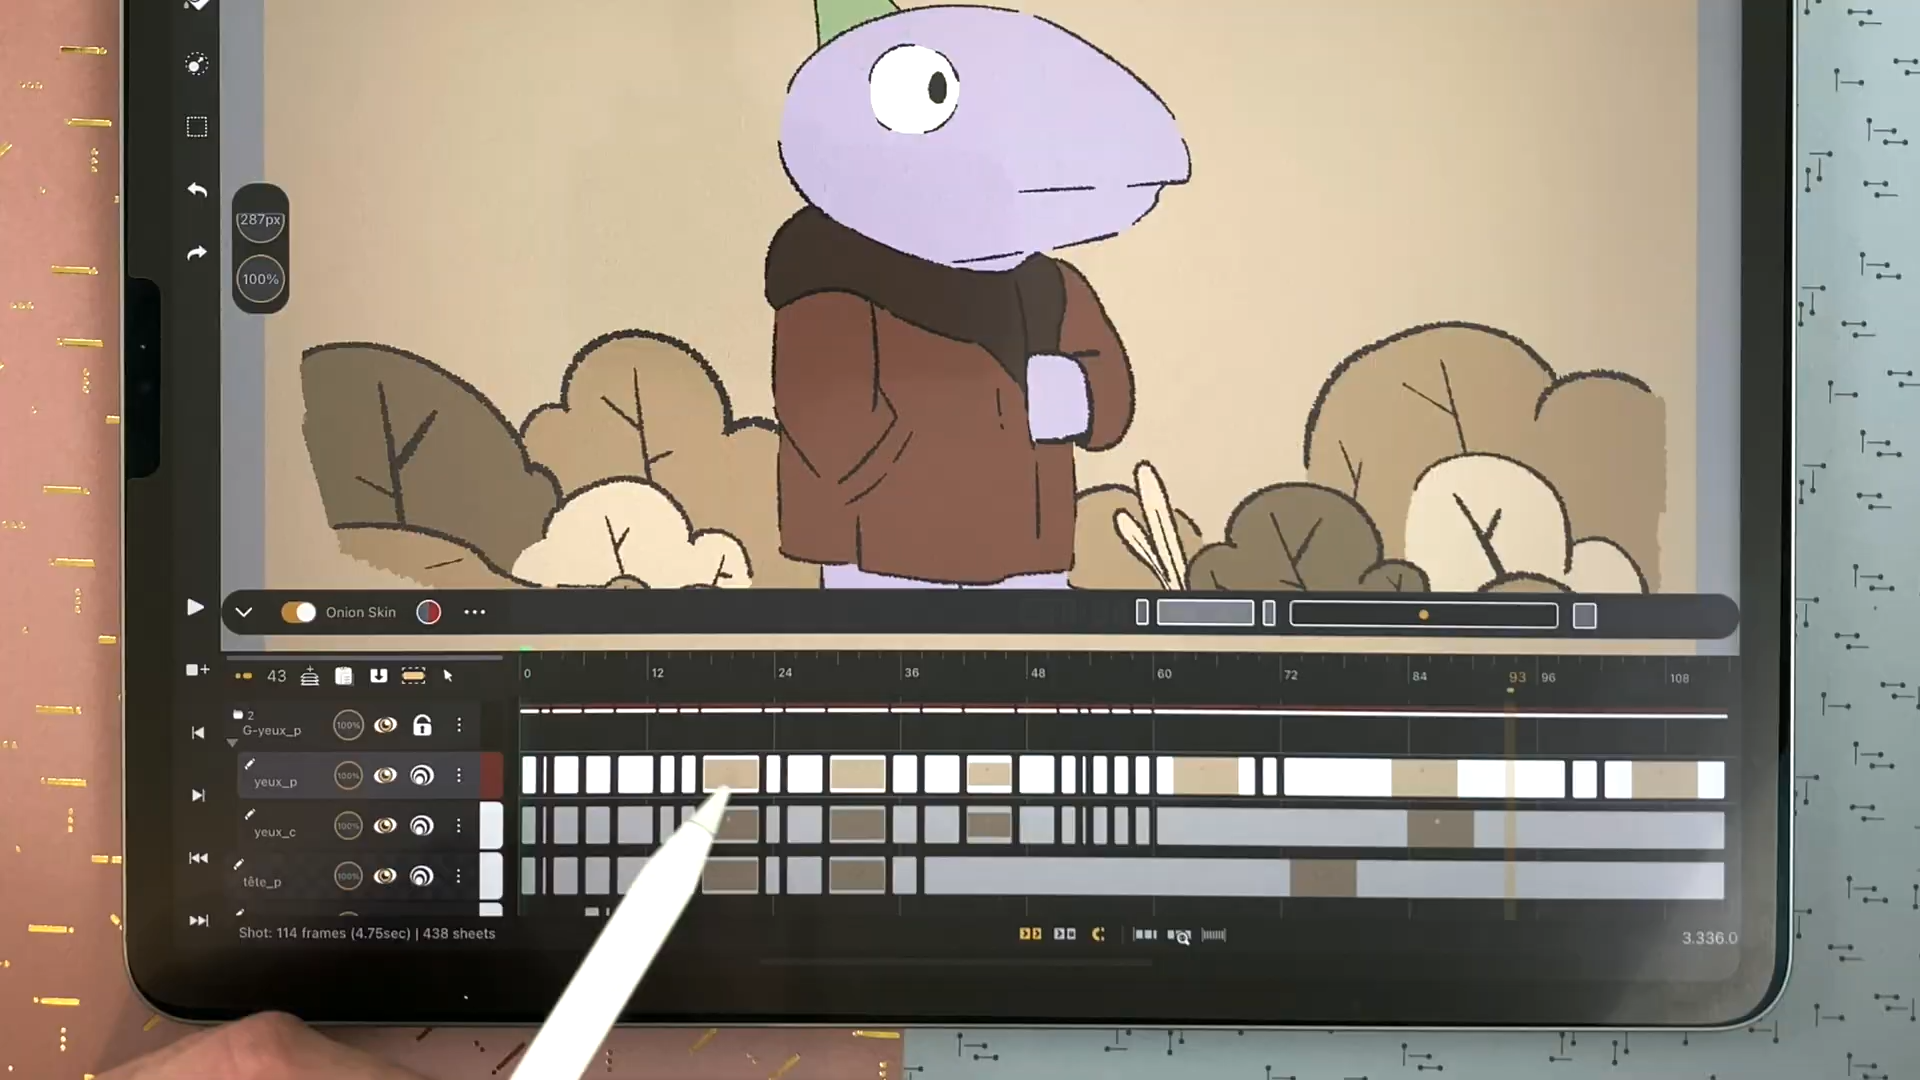 287px
100%
Onion Skin
43
0 12 24 36 48 60 72 84 93 96 108
2
G-yeux_p
100%
yeux_p
100%
yeux_c
100%
tête_p
100%
Shot: 114 frames (4.75sec) | 438 sheets
3.336.0